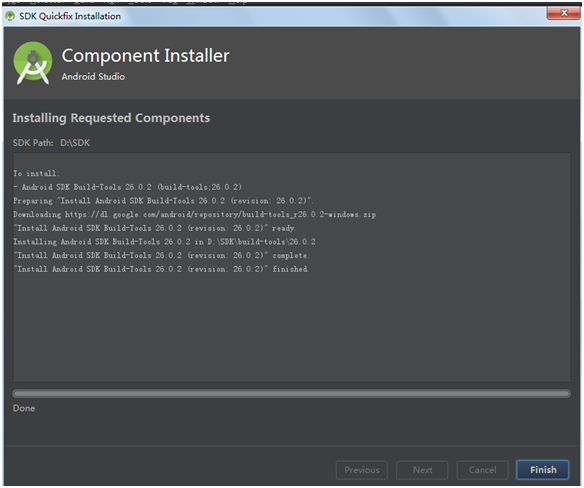 SDK Quickfix Installation
Component Installer
Android Studio
Installing Requested Components
SDK Path: D:\SDK
To install:
- Android SDK Build-Tools 26.0.2 (build-tools;26.0.2)
Preparing "Install Android SDK Build-Tools 26.0.2 (revision: 26.0.2)".
Downloading https://dl.google.com/android/repository/build-tools_r26.0.2-windows.zip
"Install Android SDK Build-Tools 26.0.2 (revision: 26.0.2)" ready.
Installing Android SDK Build-Tools 26.0.2 in D:\SDK\build-tools\26.0.2
"Install Android SDK Build-Tools 26.0.2 (revision: 26.0.2)" complete.
"Install Android SDK Build-Tools 26.0.2 (revision: 26.0.2)" finished.
Done
Previous
Next
Cancel
Finish